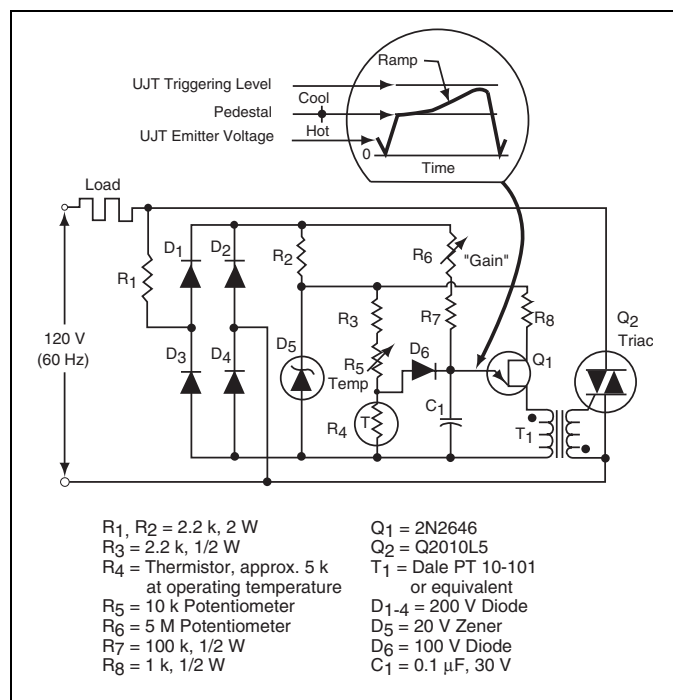 Ramp
UJT Triggering Level
Cool
Pedestal
Hot
UJT Emitter Voltage
0
Time
Load
D1
D2
R2
R6
"Gain"
R1
R3
R7
R8
Q2
Triac
120 V
(60 Hz)
D3
D4
D5
R5
D6
Q1
Temp
C1
T
R4
T1
R1, R2 = 2.2 k, 2 W
R3 = 2.2 k, 1/2 W
R4 = Thermistor, approx. 5 k
at operating temperature
R5 = 10 k Potentiometer
R6 = 5 M Potentiometer
R7 = 100 k, 1/2 W
R8 = 1 k, 1/2 W
Q1 = 2N2646
Q2 = Q2010L5
T1 = Dale PT 10-101
or equivalent
D1-4 = 200 V Diode
D5 = 20 V Zener
D6 = 100 V Diode
C1 = 0.1 μF, 30 V